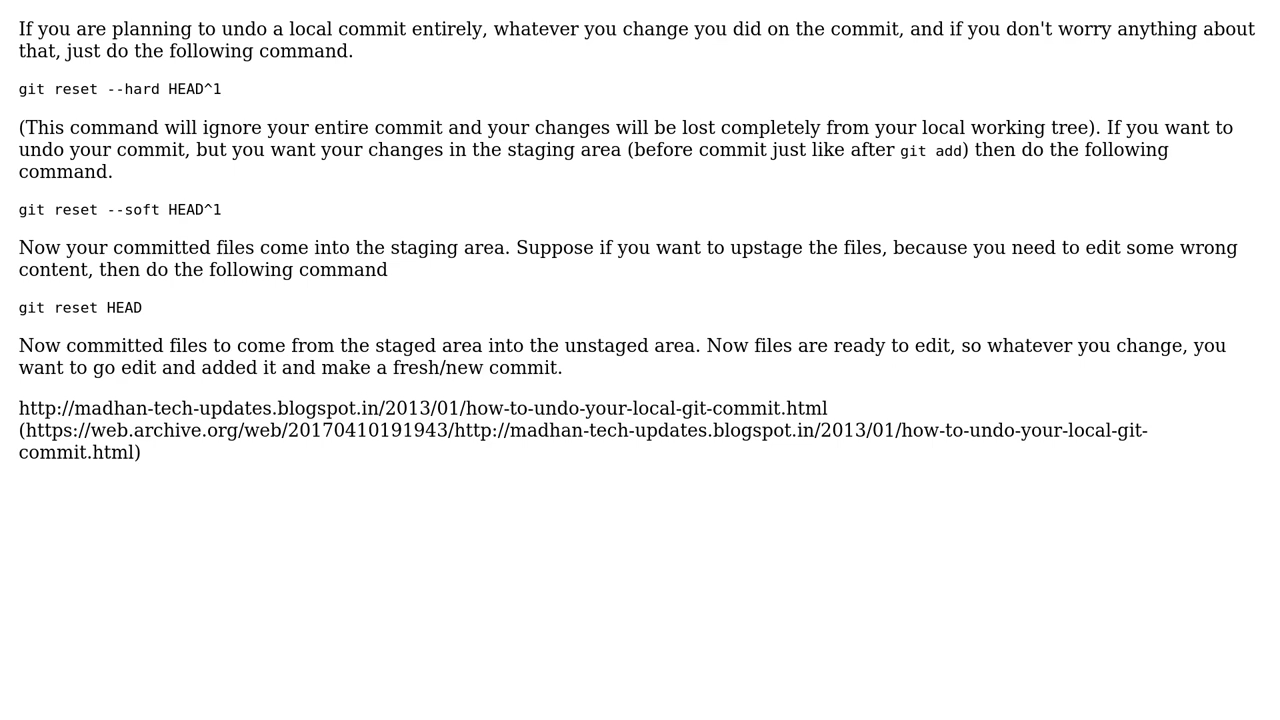 If you are planning to undo a local commit entirely, whatever you change you did on the commit, and if you don't worry anything about
that, just do the following command.
git reset --hard HEAD^1
(This command will ignore your entire commit and your changes will be lost completely from your local working tree). If you want to
undo your commit, but you want your changes in the staging area (before commit just like after git add) then do the following
command.
git reset --soft HEAD^1
Now your committed files come into the staging area. Suppose if you want to upstage the files, because you need to edit some wrong
content, then do the following command
git reset HEAD
Now committed files to come from the staged area into the unstaged area. Now files are ready to edit, so whatever you change, you
want to go edit and added it and make a fresh/new commit.
http://madhan-tech-updates.blogspot.in/2013/01/how-to-undo-your-local-git-commit.html
(https://web.archive.org/web/20170410191943/http://madhan-tech-updates.blogspot.in/2013/01/how-to-undo-your-local-git-
commit.html)